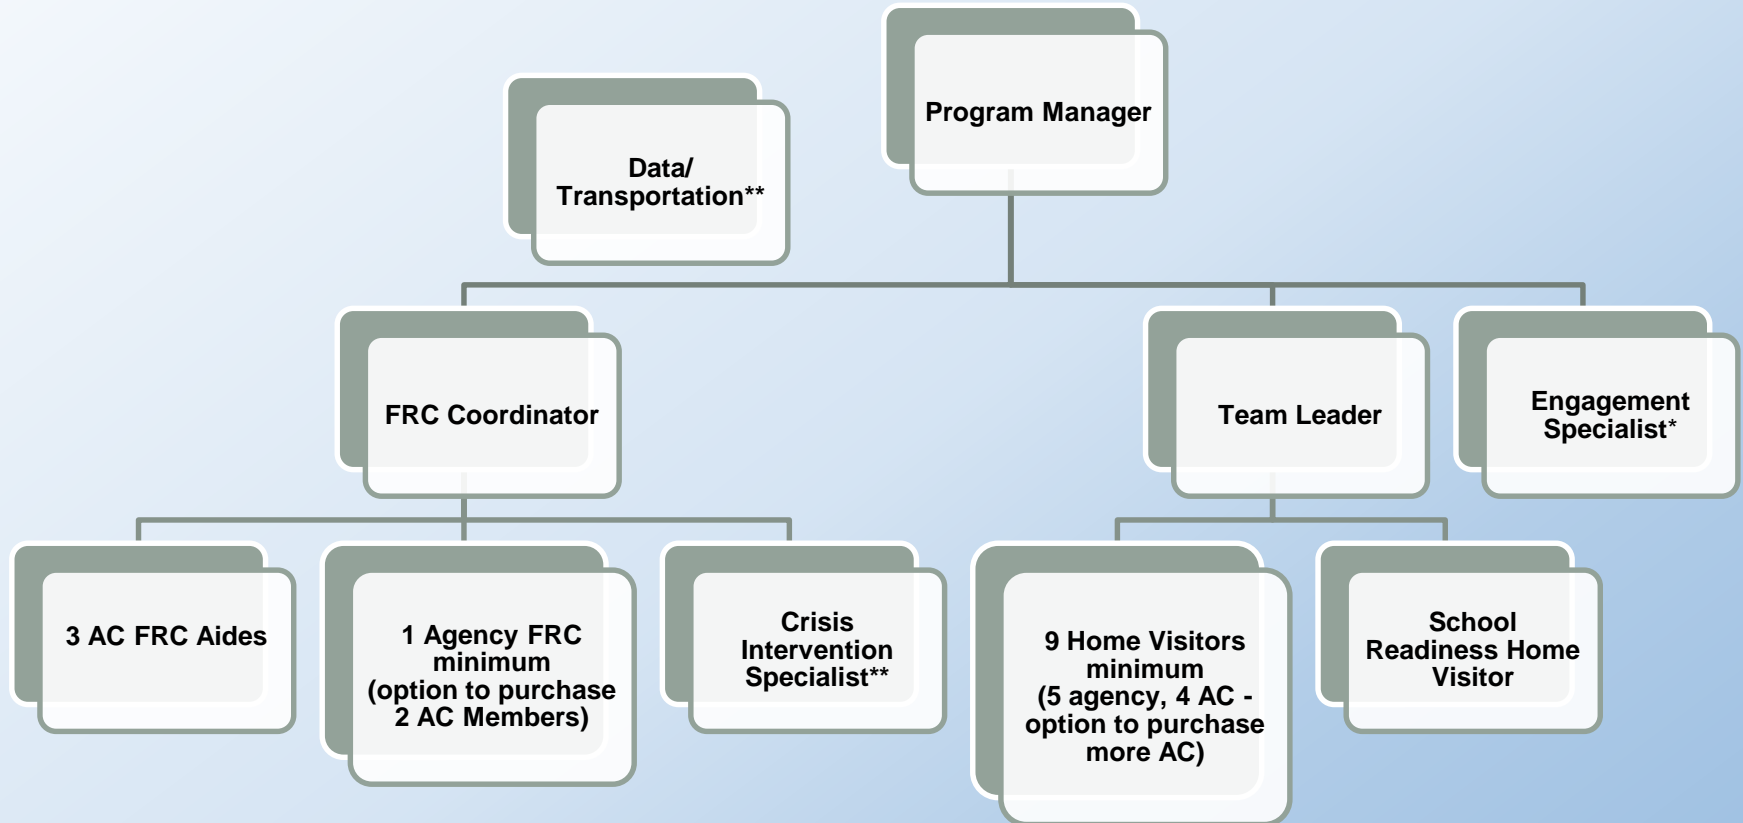 Program Manager
Data/
Transportation**
FRC Coordinator
Team Leader
Engagement
Specialist*
3 AC FRC Aides
1 Agency FRC
minimum
(option to purchase
2 AC Members)
Crisis
Intervention
Specialist**
9 Home Visitors
minimum
(5 agency, 4 AC -
option to purchase
more AC)
School
Readiness Home
Visitor